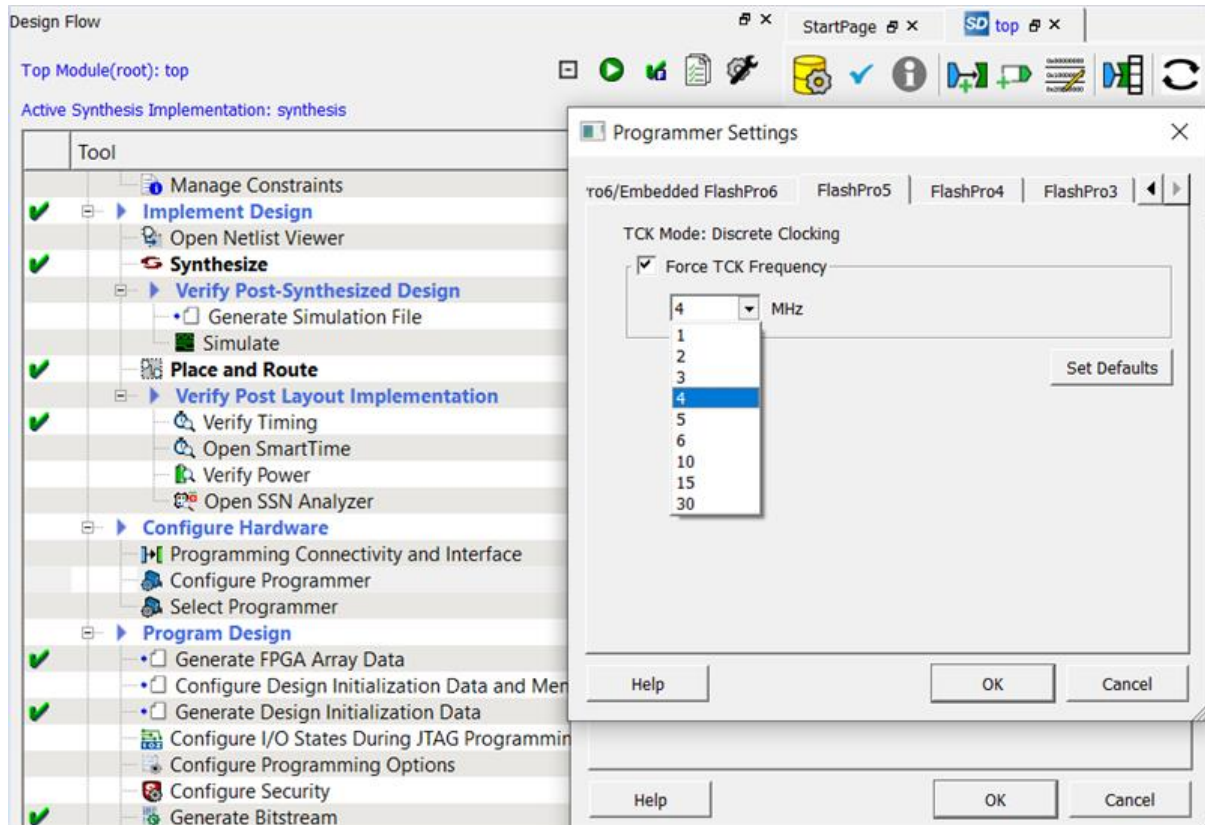 Design Flow
StartPage
SD top
Top Module(root): top
Active Synthesis Implementation: synthesis
Tool
Manage Constraints
Implement Design
Open Netlist Viewer
Synthesize
Verify Post-Synthesized Design
Generate Simulation File
Simulate
Place and Route
Verify Post Layout Implementation
Verify Timing
Open SmartTime
Verify Power
Open SSN Analyzer
Configure Hardware
Programming Connectivity and Interface
Configure Programmer
Select Programmer
Program Design
Generate FPGA Array Data
Configure Design Initialization Data and Mem
Generate Design Initialization Data
Configure I/O States During JTAG Programmin
Configure Programming Options
Configure Security
Generate Bitstream
Programmer Settings
ro6/Embedded FlashPro6 FlashPro5 FlashPro4 FlashPro3
TCK Mode: Discrete Clocking
Force TCK Frequency
4 MHz
1
2
3
4
5
6
10
15
30
Set Defaults
Help OK Cancel
Help OK Cancel